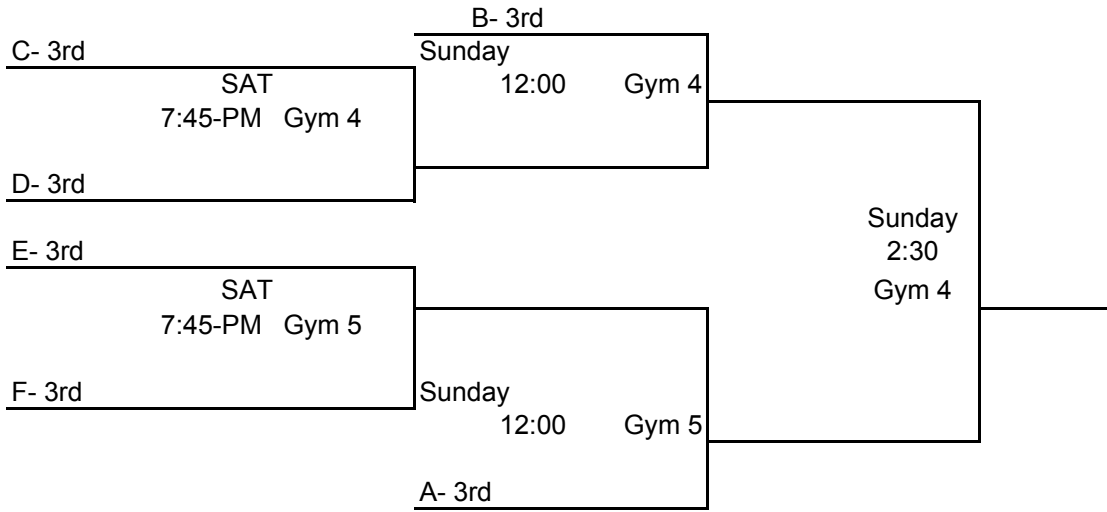 B- 3rd
C- 3rd
Sunday
SAT
12:00 Gym 4
7:45-PM Gym 4
D- 3rd
Sunday
E- 3rd
2:30
SAT
Gym 4
7:45-PM Gym 5
F- 3rd
Sunday
12:00 Gym 5
A- 3rd